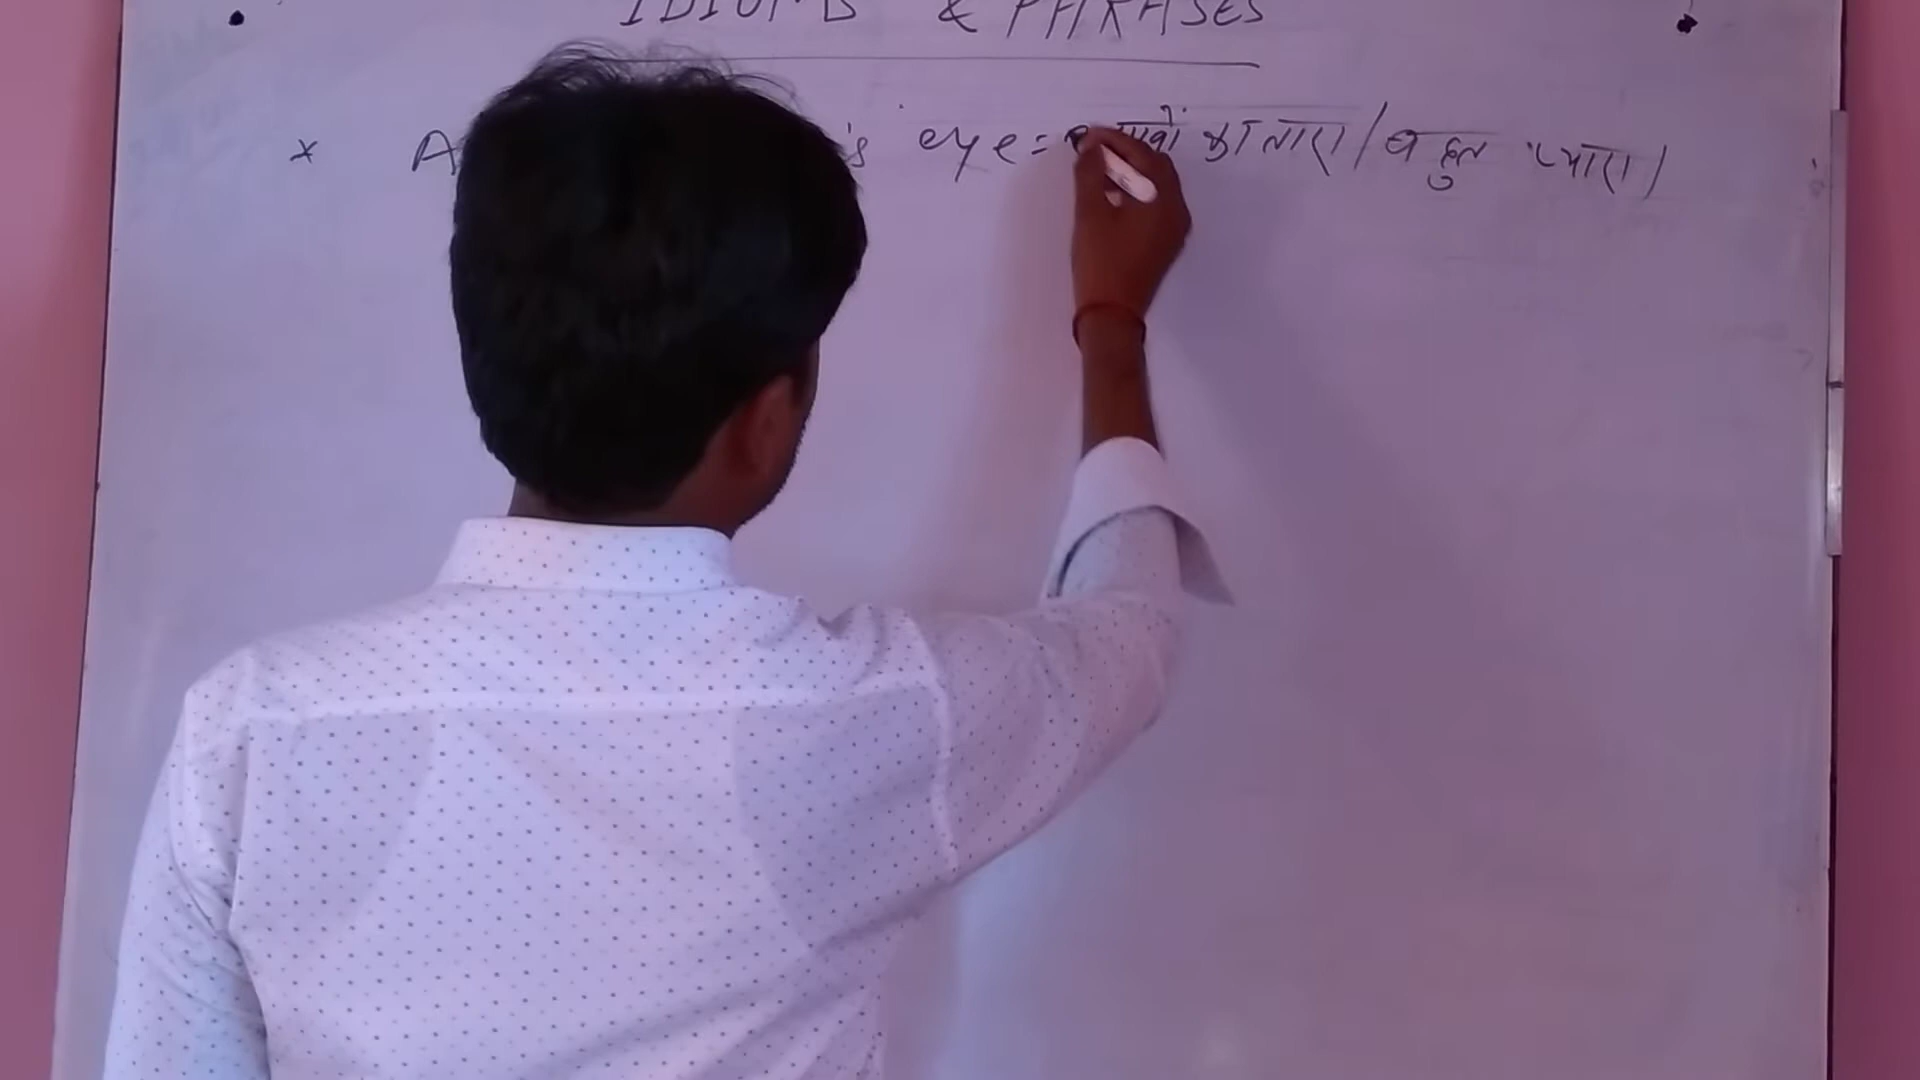 IDIOMS & PHRASES
× A 's eye = का तारा / बहुत प्यारा /